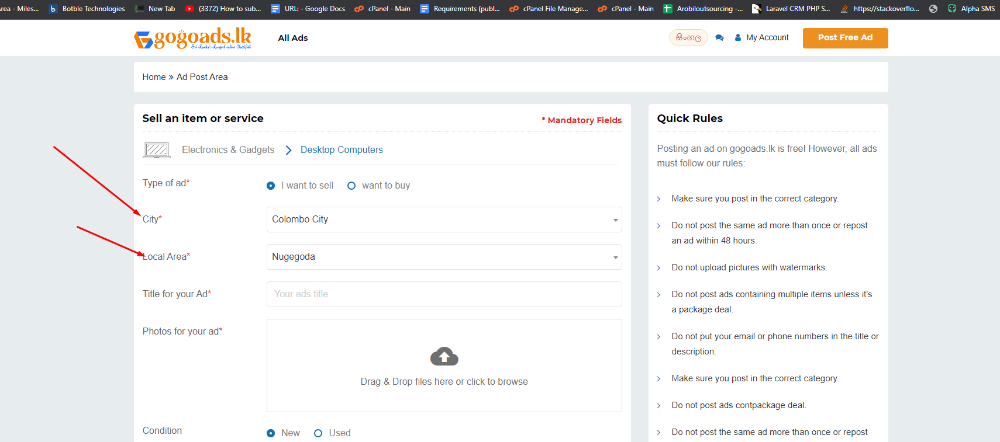 Area - Miles...
Botble Technologies
New Tab
(3372) How to sub...
URL: - Google Docs
cPanel - Main
Requirements (publ...
cPanel File Manage...
cPanel - Main
Arobiloutsourcing -...
Laravel CRM PHP S...
https://stackoverflo...
Alpha SMS
gogoads.lk
Sri Lanka's Largest online Classified
All Ads
සිංහල
My Account
Post Free Ad
Home » Ad Post Area
Sell an item or service
* Mandatory Fields
Electronics & Gadgets
Desktop Computers
Type of ad*
I want to sell
want to buy
City*
Colombo City
Local Area*
Nugegoda
Title for your Ad*
Your ads title
Photos for your ad*
Drag & Drop files here or click to browse
Condition
New
Used
Quick Rules
Posting an ad on gogoads.lk is free! However, all ads
must follow our rules:
Make sure you post in the correct category.
Do not post the same ad more than once or repost
an ad within 48 hours.
Do not upload pictures with watermarks.
Do not post ads containing multiple items unless it's
a package deal.
Do not put your email or phone numbers in the title or
description.
Make sure you post in the correct category.
Do not post ads contpackage deal.
Do not post the same ad more than once or repost